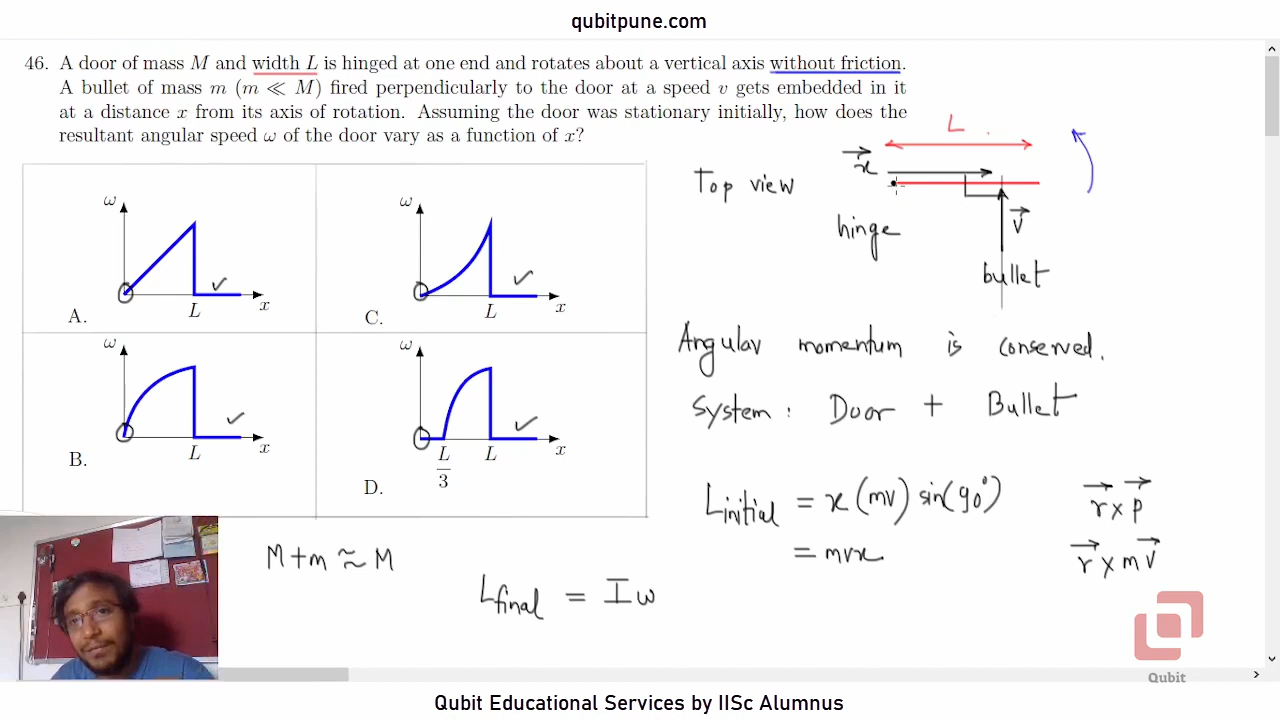 qubitpune.com
46. A door of mass M and width L is hinged at one end and rotates about a vertical axis without friction.
A bullet of mass m (m ≪ M) fired perpendicularly to the door at a speed v gets embedded in it
at a distance x from its axis of rotation. Assuming the door was stationary initially, how does the
resultant angular speed ω of the door vary as a function of x?
ω
L
x
A.
ω
L
x
C.
ω
L
x
B.
ω
L/3
L
x
D.
L
x⃗
Top view
hinge
v⃗
bullet
Angular momentum is conserved.
System: Door + Bullet
L_initial = x (mv) sin(90°)
= mvx
r⃗ × p⃗
r⃗ × m v⃗
M+m ≈ M
L_final = I ω
Qubit
Qubit Educational Services by IISc Alumnus